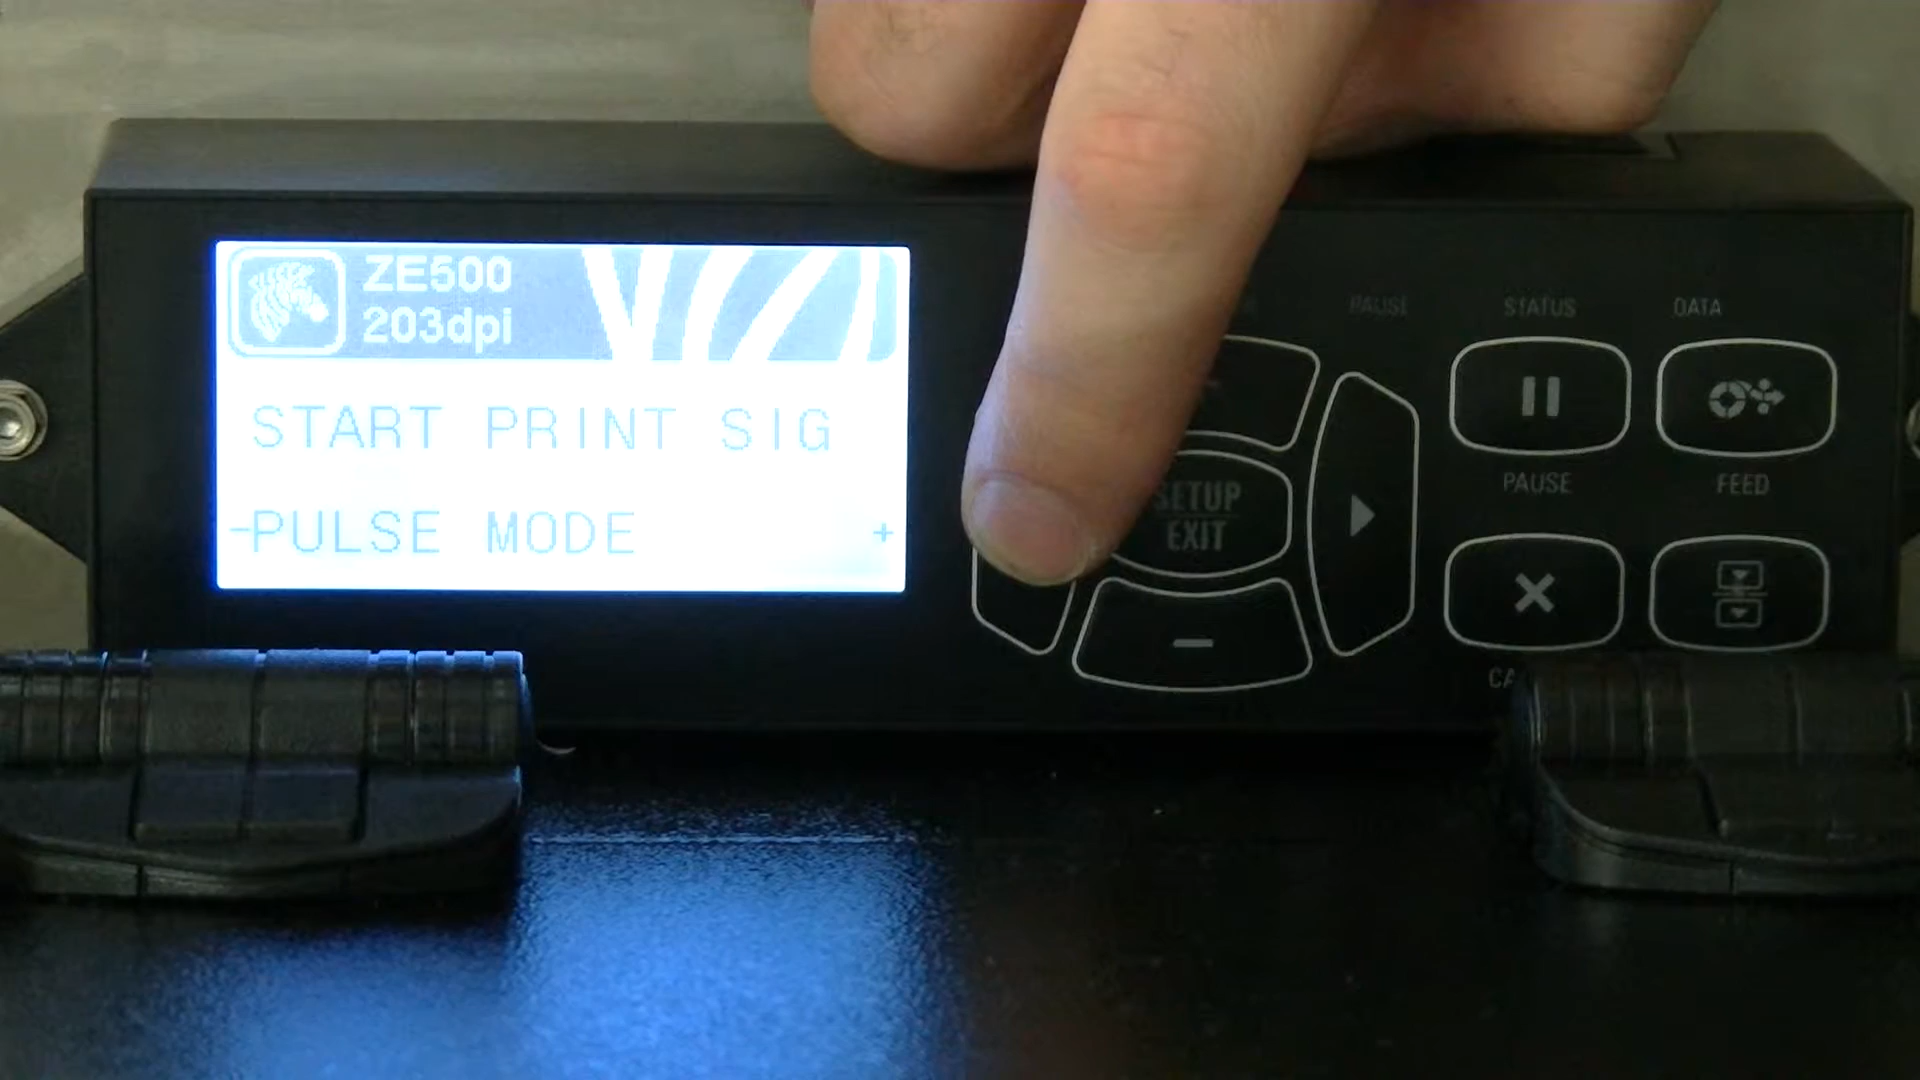 ZE500
203dpi
START PRINT SIG
-PULSE MODE +
PAUSE
STATUS
DATA
SETUP
EXIT
PAUSE
FEED